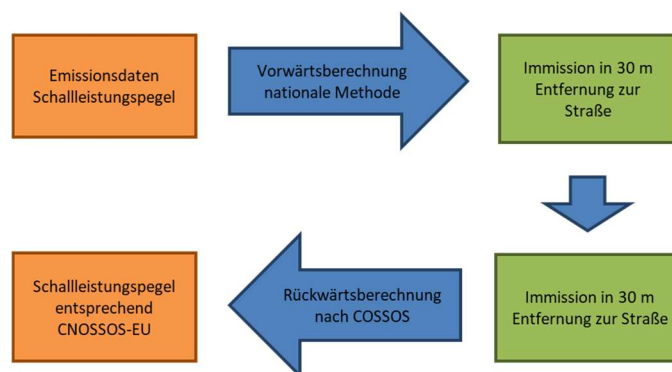 Emissionsdaten
Schallleistungspegel
Vorwärtsberechnung
nationale Methode
Immission in 30 m
Entfernung zur
Straße
Schallleistungspegel
entsprechend
CNOSSOS-EU
Rückwärtsberechnung
nach COSSOS
Immission in 30 m
Entfernung zur Straße